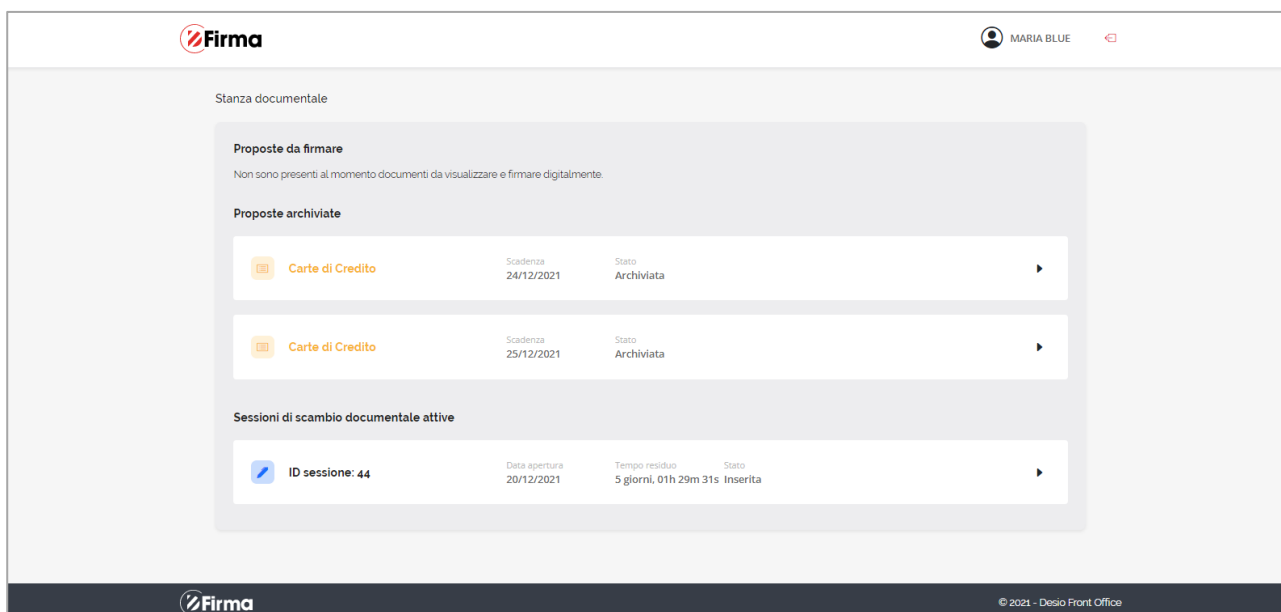 Firma
MARIA BLUE
Stanza documentale
Proposte da firmare
Non sono presenti al momento documenti da visualizzare e firmare digitalmente.
Proposte archiviate
Carte di Credito
Scadenza
24/12/2021
Stato
Archiviata
Carte di Credito
Scadenza
25/12/2021
Stato
Archiviata
Sessioni di scambio documentale attive
ID sessione: 44
Data apertura
20/12/2021
Tempo residuo
5 giorni, 01h 29m 31s
Stato
Inserita
Firma
© 2021 - Desio Front Office